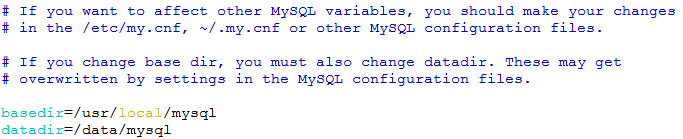 # If you want to affect other MySQL variables, you should make your changes
# in the /etc/my.cnf, ~/.my.cnf or other MySQL configuration files.
# If you change base dir, you must also change datadir. These may get
# overwritten by settings in the MySQL configuration files.
basedir=/usr/local/mysql
datadir=/data/mysql